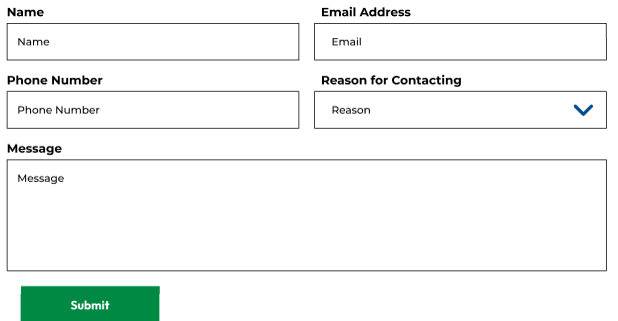 Name
Email Address
Name
Email
Phone Number
Reason for Contacting
Phone Number
Reason
Message
Message
Submit